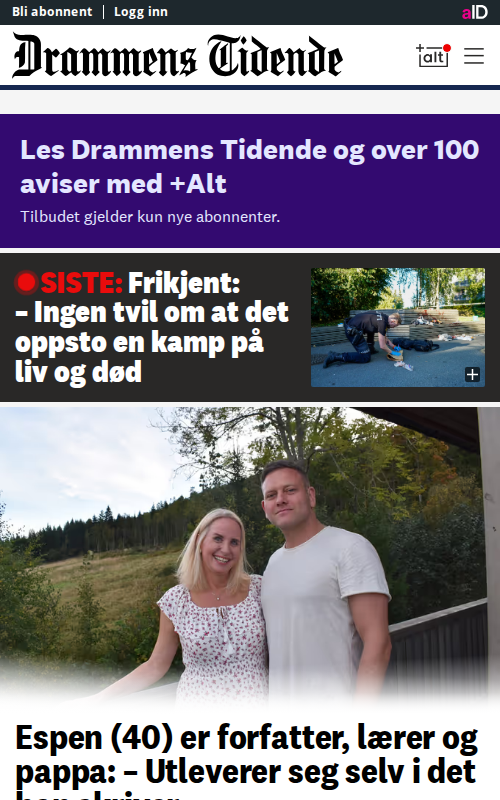 Bli abonnent Logg inn
aID
Drammens Tidende
+alt
Les Drammens Tidende og over 100
aviser med +Alt
Tilbudet gjelder kun nye abonnenter.
SISTE: Frikjent:
– Ingen tvil om at det
oppsto en kamp på
liv og død
Espen (40) er forfatter, lærer og
pappa: – Utleverer seg selv i det